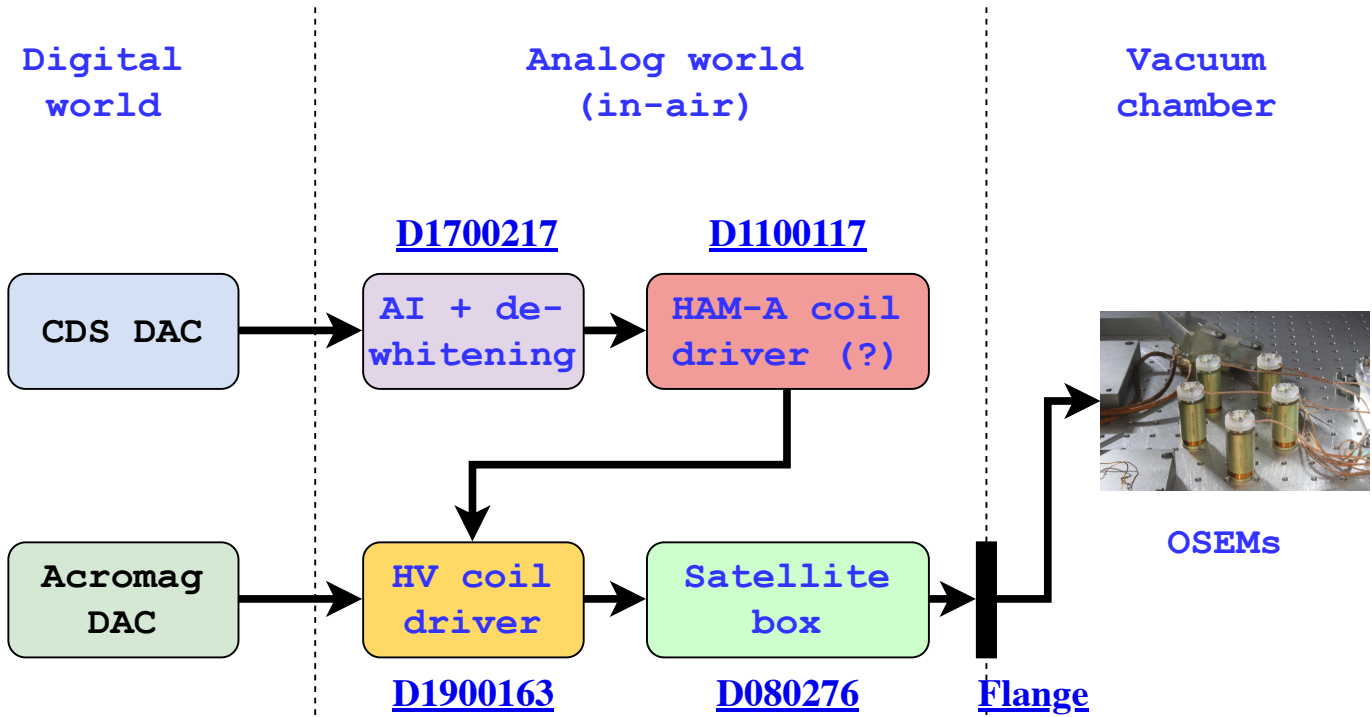 Digital
world
Analog world
(in-air)
Vacuum
chamber
D1700217
D1100117
CDS DAC
AI + de-
whitening
HAM-A coil
driver (?)
OSEMs
Acromag
DAC
HV coil
driver
Satellite
box
D1900163
D080276
Flange